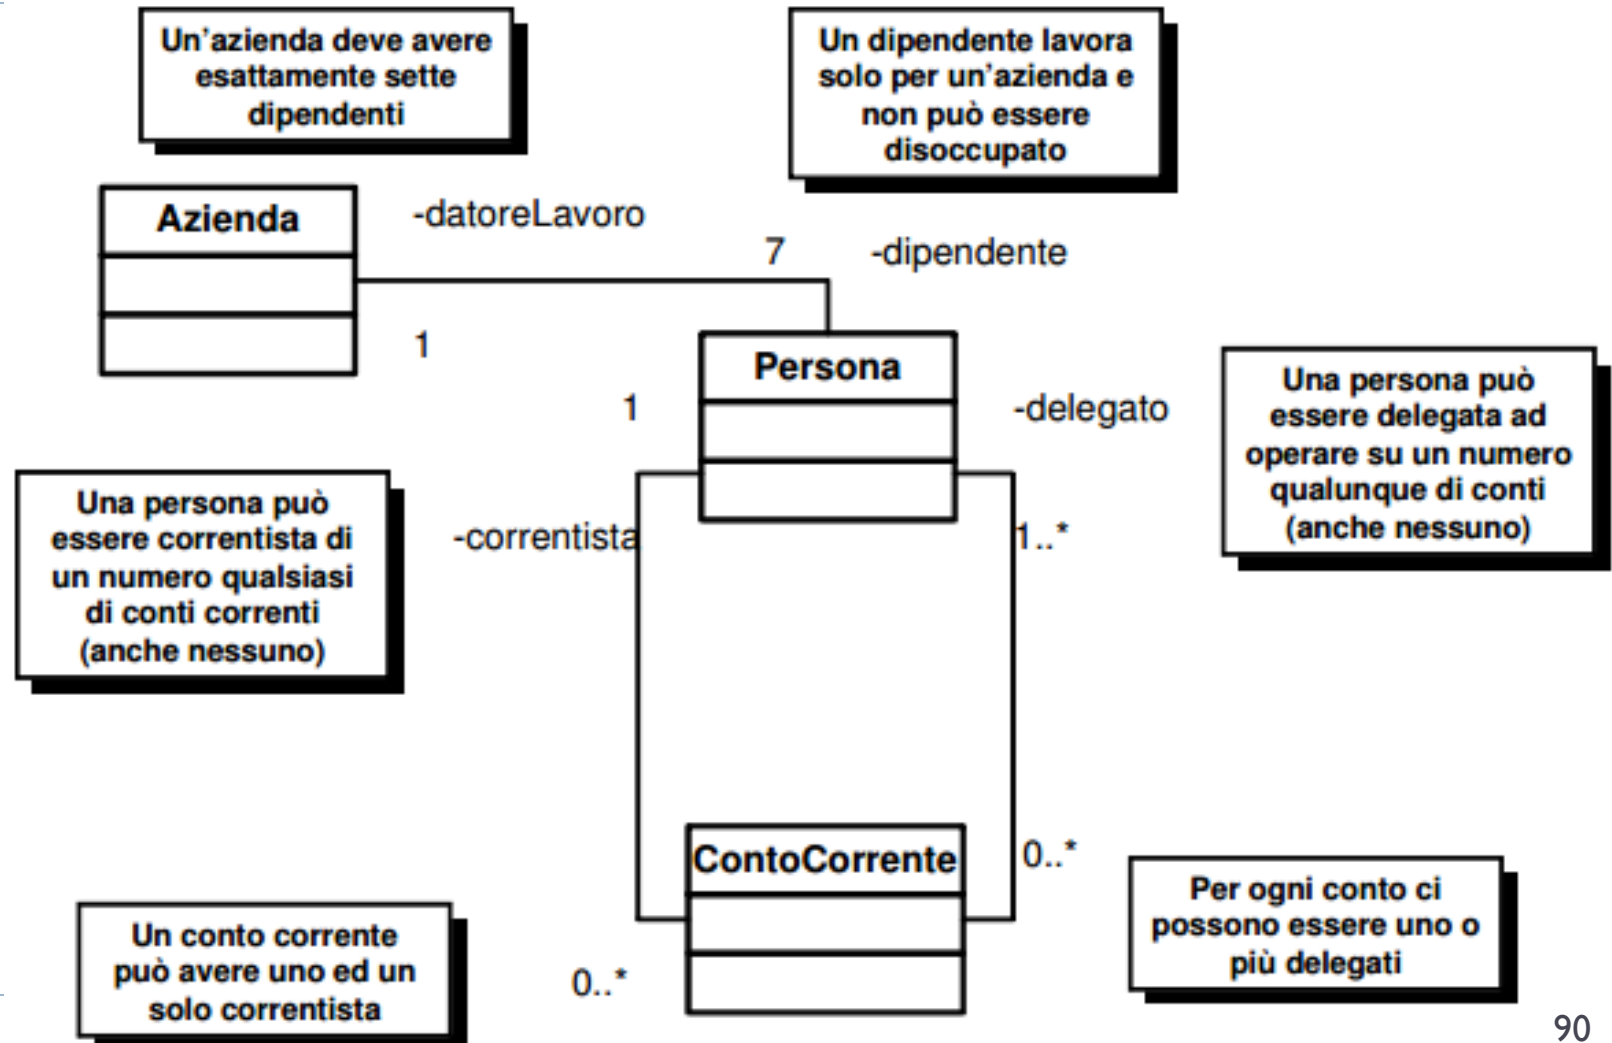 Un'azienda deve avere
esattamente sette
dipendenti
Un dipendente lavora
solo per un'azienda e
non può essere
disoccupato
Azienda
-datoreLavoro
7
-dipendente
1
Persona
1
-delegato
Una persona può
essere delegata ad
operare su un numero
qualunque di conti
(anche nessuno)
Una persona può
essere correntista di
un numero qualsiasi
di conti correnti
(anche nessuno)
-correntista
1..*
ContoCorrente
0..*
Per ogni conto ci
possono essere uno o
più delegati
Un conto corrente
può avere uno ed un
solo correntista
0..*
90